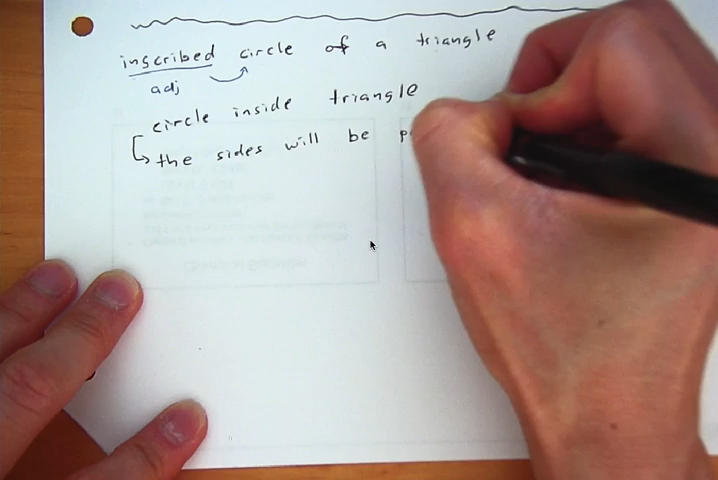 inscribed circle of a triangle
adj
circle inside triangle
the sides will be